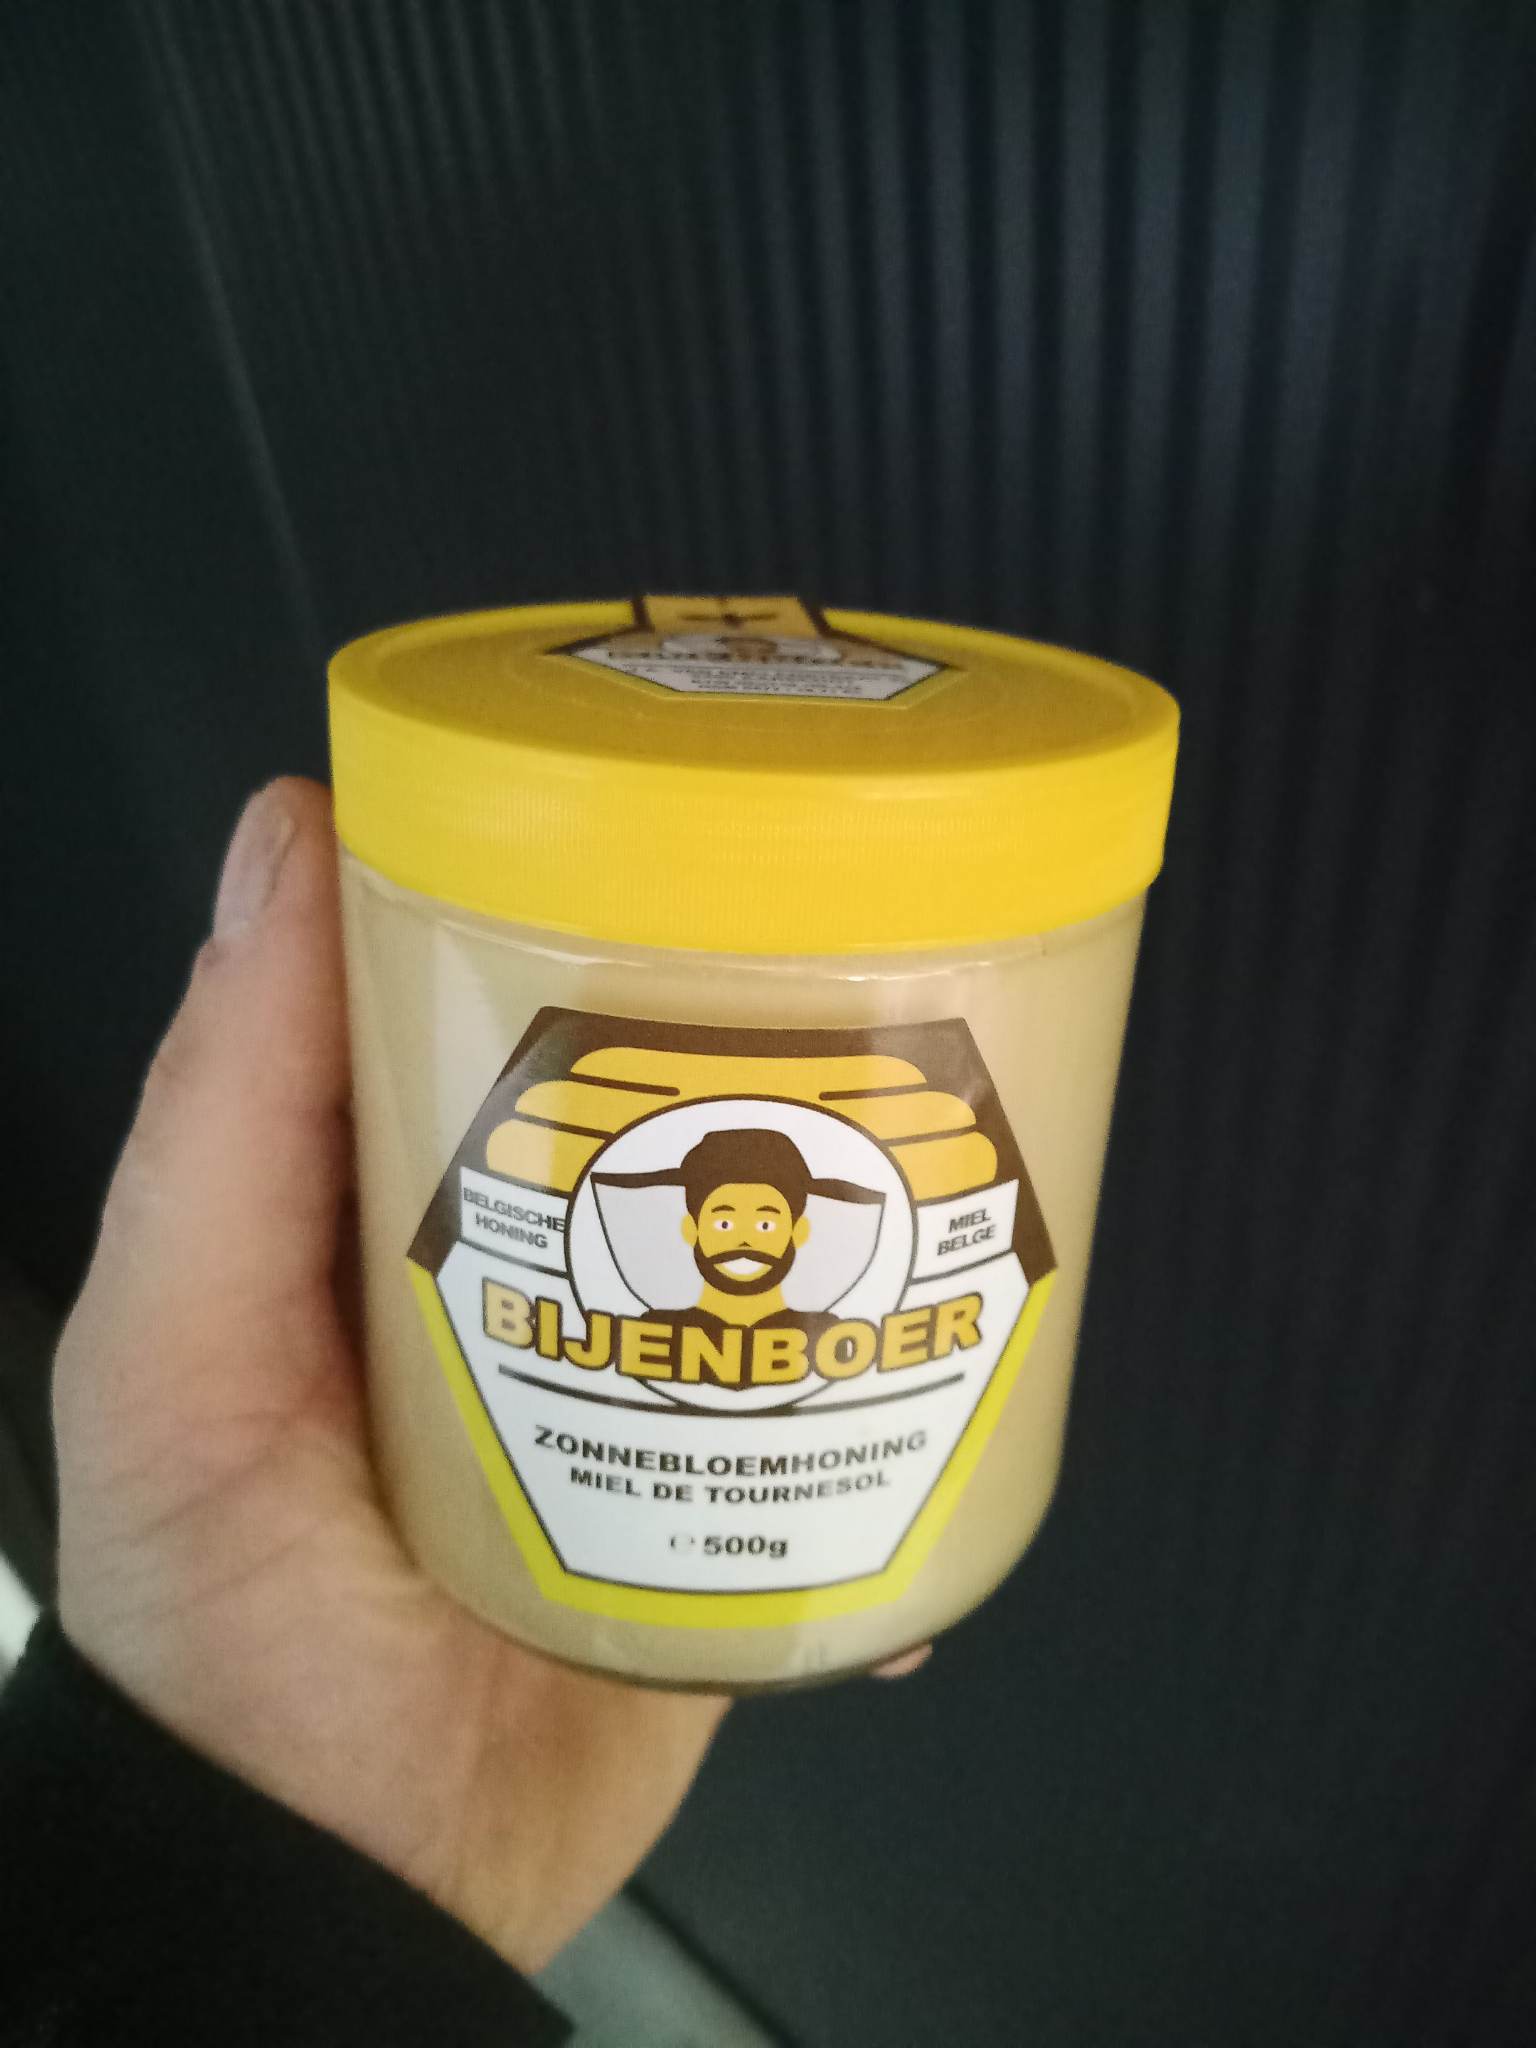 BELGISCHE
HONING
MIEL
BELGE
BIJENBOER
ZONNEBLOEMHONING
MIEL DE TOURNESOL
℮ 500g